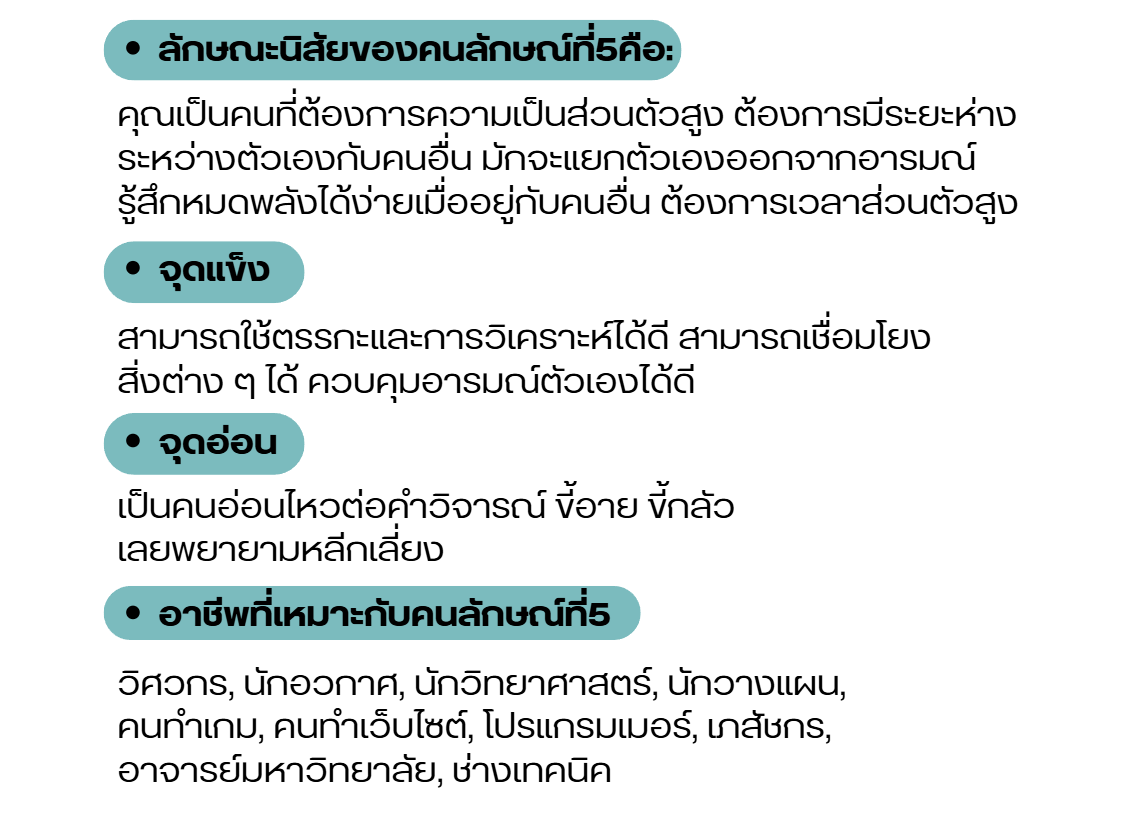 • ลักษณะนิสัยของคนลักษณ์ที่5คือ:
คุณเป็นคนที่ต้องการความเป็นส่วนตัวสูง ต้องการมีระยะห่าง
ระหว่างตัวเองกับคนอื่น มักจะแยกตัวเองออกจากอารมณ์
รู้สึกหมดพลังได้ง่ายเมื่ออยู่กับคนอื่น ต้องการเวลาส่วนตัวสูง
• จุดแข็ง
สามารถใช้ตรรกะและการวิเคราะห์ได้ดี สามารถเชื่อมโยง
สิ่งต่าง ๆ ได้ ควบคุมอารมณ์ตัวเองได้ดี
• จุดอ่อน
เป็นคนอ่อนไหวต่อคำวิจารณ์ ขี้อาย ขี้กลัว
เลยพยายามหลีกเลี่ยง
• อาชีพที่เหมาะกับคนลักษณ์ที่5
วิศวกร, นักอวกาศ, นักวิทยาศาสตร์, นักวางแผน,
คนทำเกม, คนทำเว็บไซต์, โปรแกรมเมอร์, เภสัชกร,
อาจารย์มหาวิทยาลัย, ช่างเทคนิค